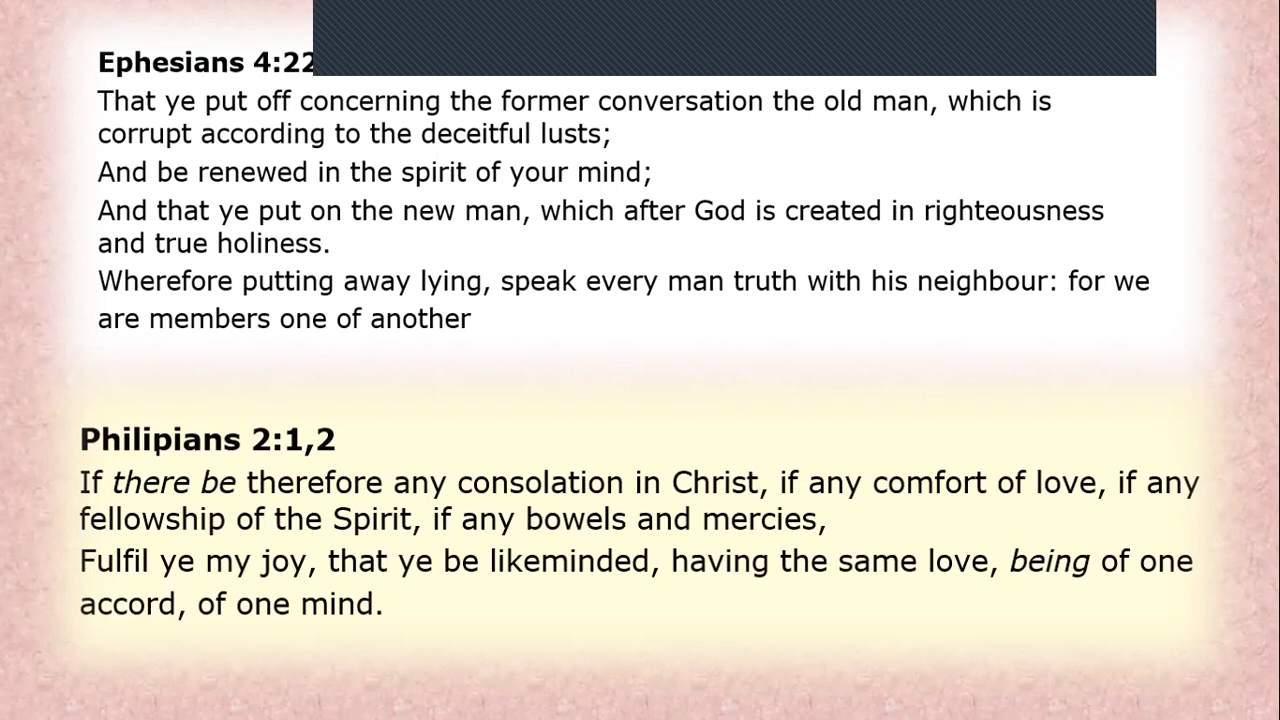 Ephesians 4:22
That ye put off concerning the former conversation the old man, which is
corrupt according to the deceitful lusts;
And be renewed in the spirit of your mind;
And that ye put on the new man, which after God is created in righteousness
and true holiness.
Wherefore putting away lying, speak every man truth with his neighbour: for we
are members one of another
Philipians 2:1,2
If there be therefore any consolation in Christ, if any comfort of love, if any
fellowship of the Spirit, if any bowels and mercies,
Fulfil ye my joy, that ye be likeminded, having the same love, being of one
accord, of one mind.